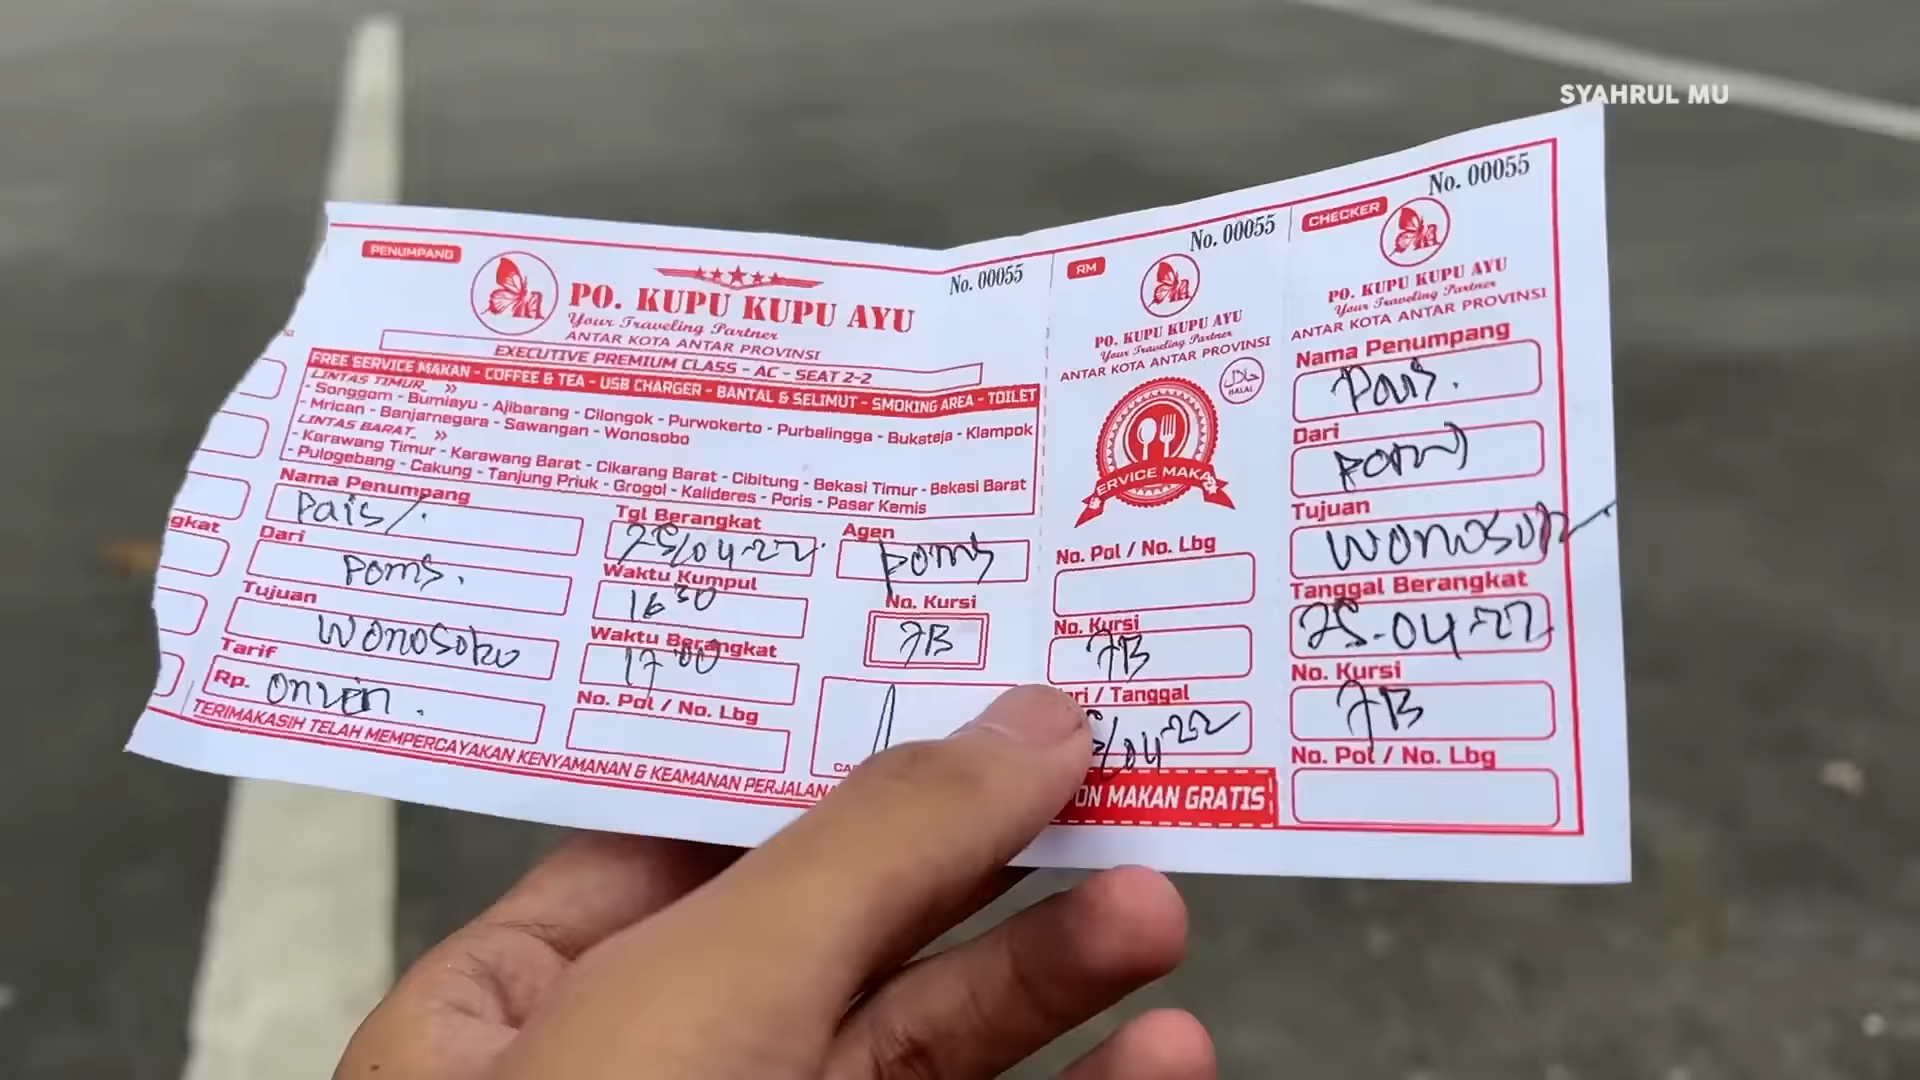 SYAHRUL MU
PENUMPANG
No. 00055
PO. KUPU KUPU AYU
Your Traveling Partner
ANTAR KOTA ANTAR PROVINSI
EXECUTIVE PREMIUM CLASS - AC - SEAT 2-2
FREE SERVICE MAKAN - COFFEE & TEA - USB CHARGER - BANTAL & SELIMUT - SMOKING AREA - TOILET
LINTAS TIMUR »
- Songgom - Bumiayu - Ajibarang - Cilongok - Purwokerto - Purbalingga - Bukateja - Klampok
- Mrican - Banjarnegara - Sawangan - Wonosobo
LINTAS BARAT »
- Karawang Timur - Karawang Barat - Cikarang Barat - Cibitung - Bekasi Timur - Bekasi Barat
- Pulogebang - Cakung - Tanjung Priuk - Grogol - Kalideres - Poris - Pasar Kemis
Nama Penumpang
Pais
Dari
Tujuan
Wonosobo
Tarif
Rp.
Tgl Berangkat
25/04-22
Waktu Kumpul
16 30
Waktu Berangkat
17 00
No. Pol / No. Lbg
Agen
No. Kursi
7B
TERIMAKASIH TELAH MEMPERCAYAKAN KENYAMANAN & KEAMANAN PERJALANA
gkat
RM
No. 00055
PO. KUPU KUPU AYU
Your Traveling Partner
ANTAR KOTA ANTAR PROVINSI
حلال
HALAL
ERVICE MAKA
No. Pol / No. Lbg
No. Kursi
7B
ri / Tanggal
/04-22
ON MAKAN GRATIS
CHECKER
No. 00055
PO. KUPU KUPU AYU
Your Traveling Partner
ANTAR KOTA ANTAR PROVINSI
Nama Penumpang
Pais.
Dari
Tujuan
Wonosob
Tanggal Berangkat
25-04-22
No. Kursi
7B
No. Pol / No. Lbg